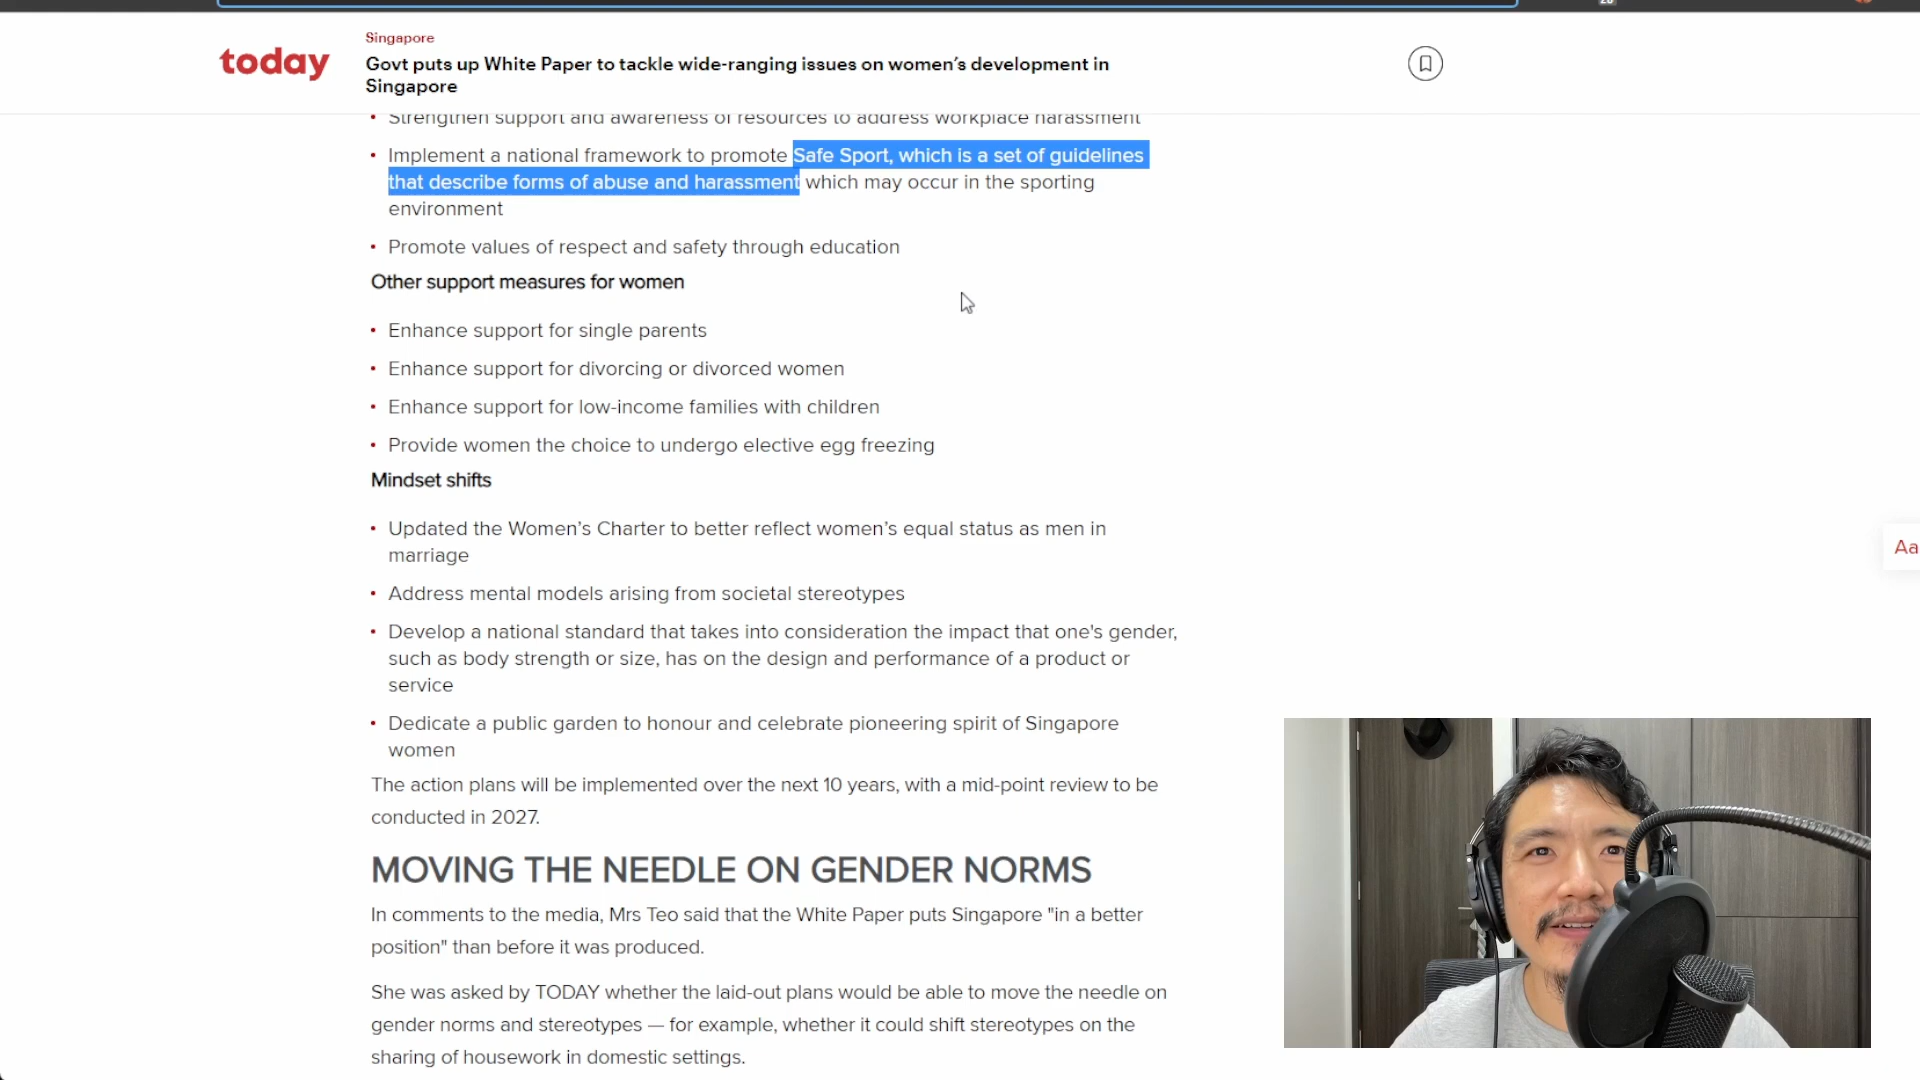 Singapore
today
Govt puts up White Paper to tackle wide-ranging issues on women's development in
Singapore
• Strengthen support and awareness of resources to address workplace harassment
• Implement a national framework to promote Safe Sport, which is a set of guidelines
that describe forms of abuse and harassment which may occur in the sporting
environment
• Promote values of respect and safety through education
Other support measures for women
• Enhance support for single parents
• Enhance support for divorcing or divorced women
• Enhance support for low-income families with children
• Provide women the choice to undergo elective egg freezing
Mindset shifts
• Updated the Women's Charter to better reflect women's equal status as men in
marriage
• Address mental models arising from societal stereotypes
• Develop a national standard that takes into consideration the impact that one's gender,
such as body strength or size, has on the design and performance of a product or
service
• Dedicate a public garden to honour and celebrate pioneering spirit of Singapore
women
The action plans will be implemented over the next 10 years, with a mid-point review to be
conducted in 2027.
MOVING THE NEEDLE ON GENDER NORMS
In comments to the media, Mrs Teo said that the White Paper puts Singapore "in a better
position" than before it was produced.
She was asked by TODAY whether the laid-out plans would be able to move the needle on
gender norms and stereotypes — for example, whether it could shift stereotypes on the
sharing of housework in domestic settings.
Aa